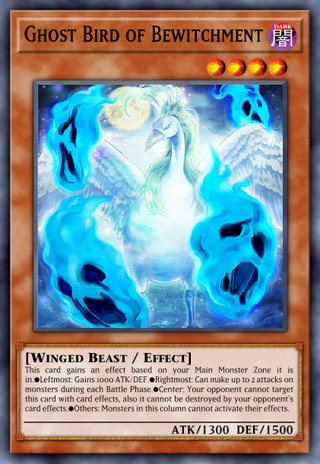 Ghost Bird of Bewitchment
DARK
闇
[Winged Beast / Effect]
This card gains an effect based on your Main Monster Zone it is
in.●Leftmost: Gains 1000 ATK/DEF.●Rightmost: Can make up to 2 attacks on
monsters during each Battle Phase.●Center: Your opponent cannot target
this card with card effects, also it cannot be destroyed by your opponent's
card effects.●Others: Monsters in this column cannot activate their effects.
ATK/1300 DEF/1500